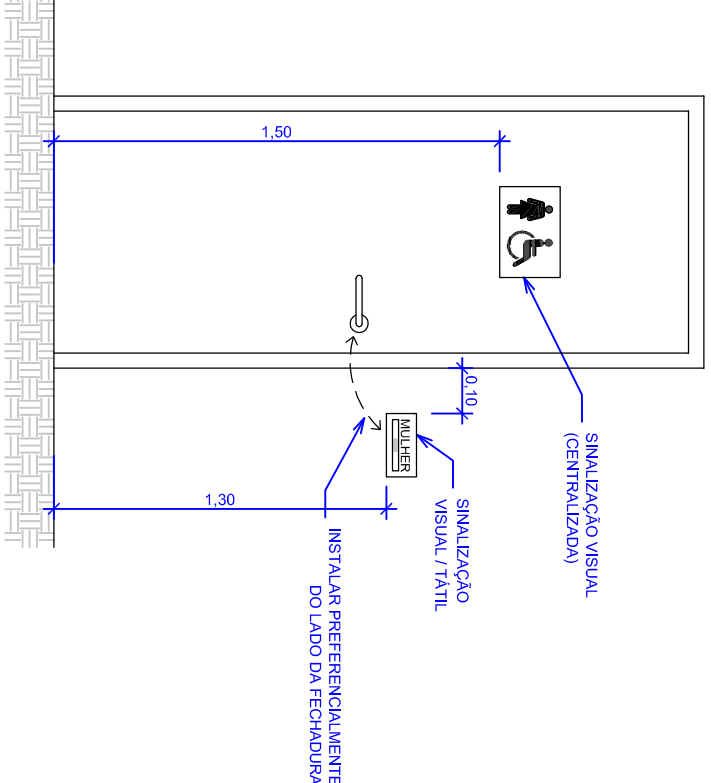 1,50
SINALIZAÇÃO VISUAL
(CENTRALIZADA)
0,10
MULHER
SINALIZAÇÃO
VISUAL / TÁTIL
1,30
INSTALAR PREFERENCIALMENTE
DO LADO DA FECHADURA